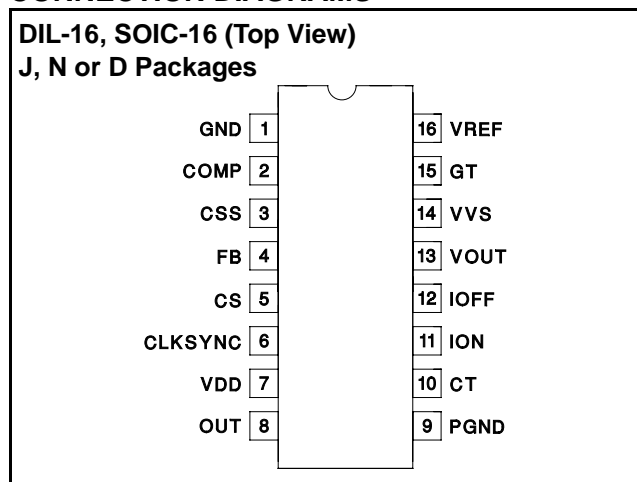 CONNECTION DIAGRAMS
DIL-16, SOIC-16 (Top View)
J, N or D Packages
GND 1
COMP 2
CSS 3
FB 4
CS 5
CLKSYNC 6
VDD 7
OUT 8
16 VREF
15 GT
14 VVS
13 VOUT
12 IOFF
11 ION
10 CT
9 PGND